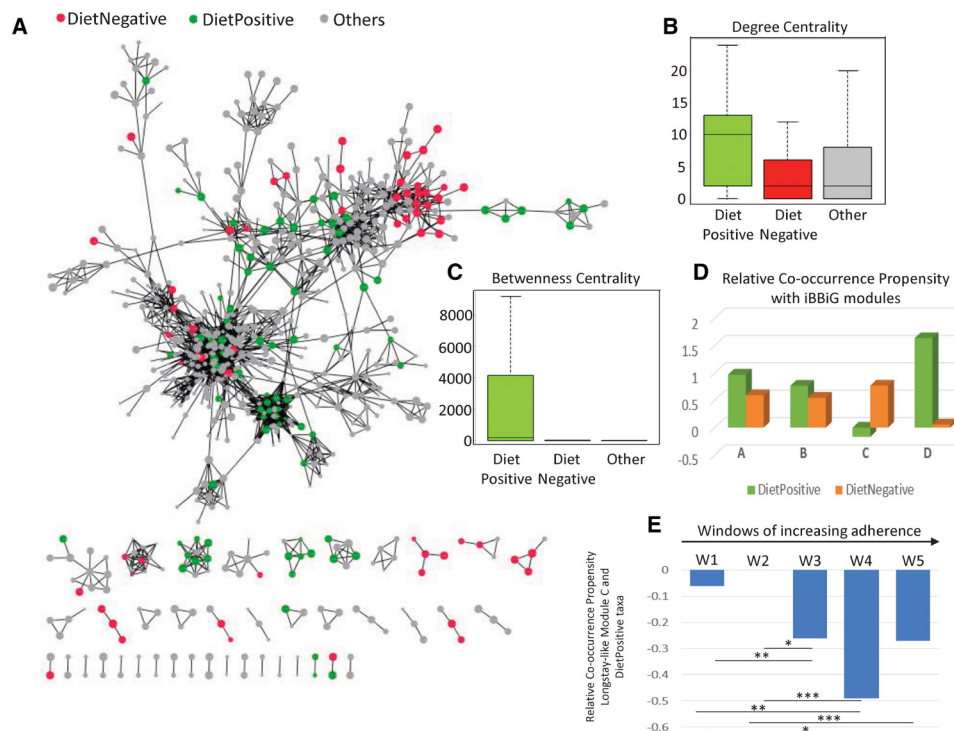 DietNegative DietPositive Others
A
B
Degree Centrality
20
15
10
5
0
Diet Positive
Diet Negative
Other
C
Betwenness Centrality
8000
6000
4000
2000
0
Diet Positive
Diet Negative
Other
D
Relative Co-occurrence Propensity
with iBBiG modules
2
1.5
1
0.5
0
-0.5
A B C D
DietPositive DietNegative
E
Windows of increasing adherence
W1 W2 W3 W4 W5
Relative Co-occurrence Propensity
Longstay-like Module C and
DietPositive taxa
0
-0.1
-0.2
-0.3
-0.4
-0.5
-0.6
*
**
***
**
***
*